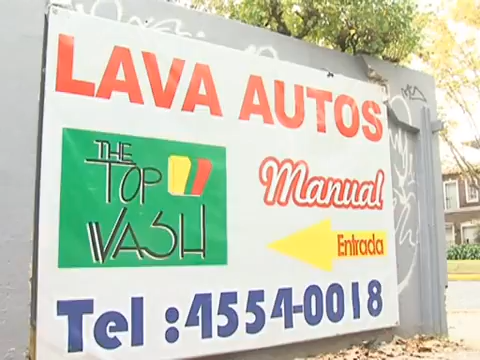 LAVA AUTOS
THE
TOP
WASH
Manual
Entrada
Tel :4554-0018